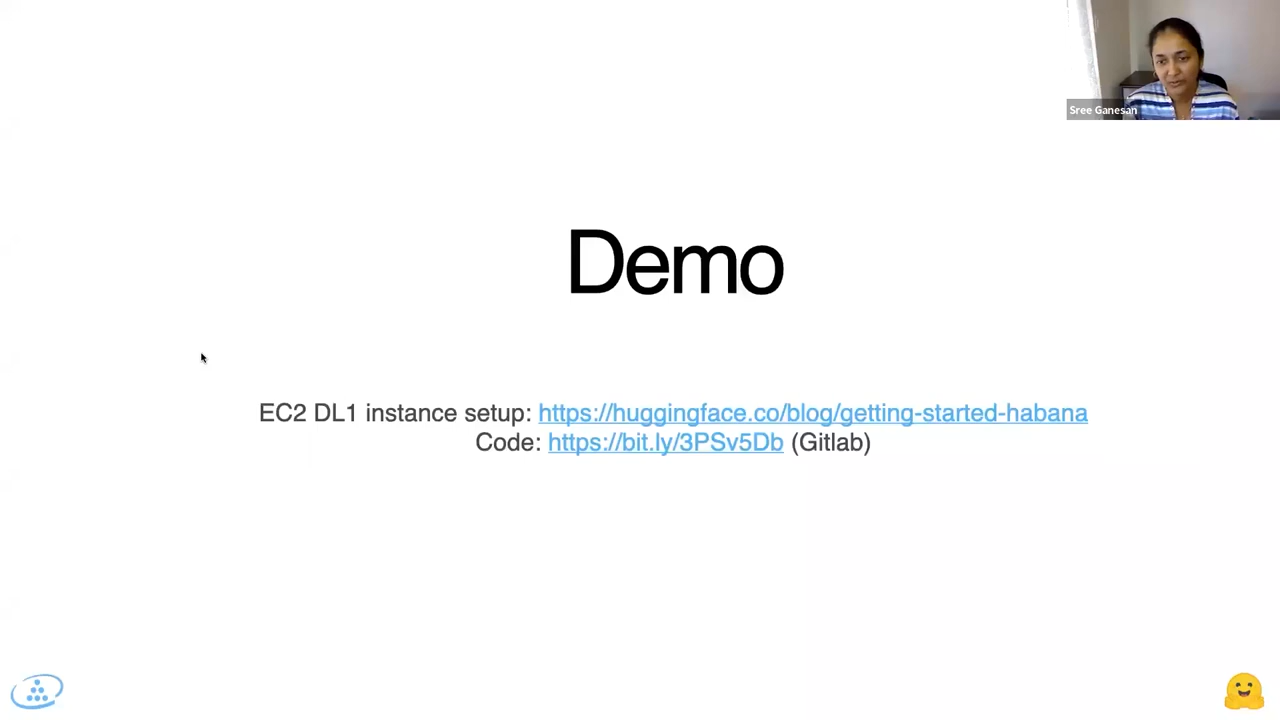 Sree Ganesan
Demo
EC2 DL1 instance setup: https://huggingface.co/blog/getting-started-habana
Code: https://bit.ly/3PSv5Db (Gitlab)